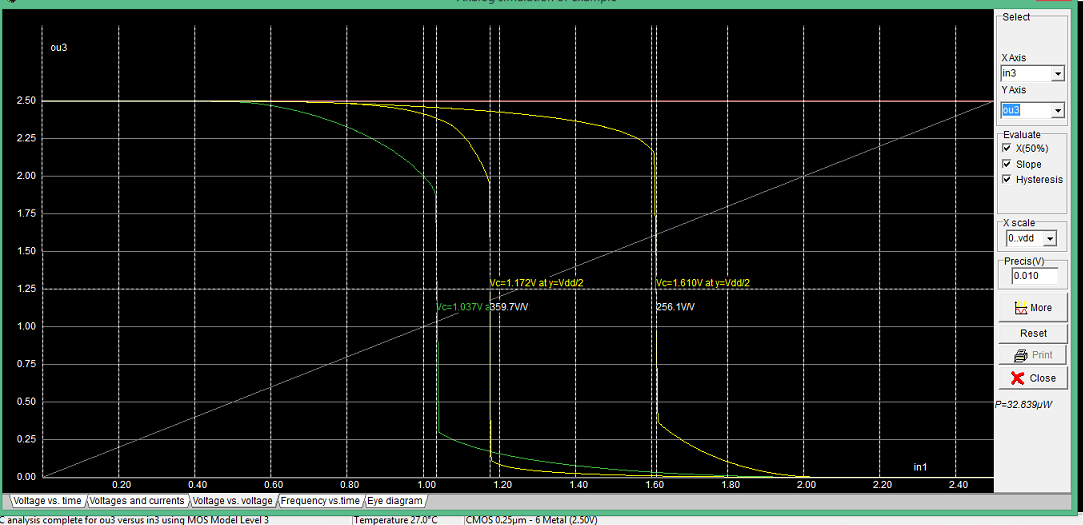 Analog simulation of example
Select
ou3
X Axis
in3
Y Axis
ou3
Evaluate
X(50%)
Slope
Hysteresis
X scale
0..vdd
Precis(V)
0.010
More
Reset
Print
Close
P=32.839µW
2.50
2.25
2.00
1.75
1.50
1.25
1.00
0.75
0.50
0.25
0.00
Vc=1.172V at y=Vdd/2
Vc=1.610V at y=Vdd/2
Vc=1.037V a
359.7V/V
256.1V/V
in1
0.20
0.40
0.60
0.80
1.00
1.20
1.40
1.60
1.80
2.00
2.20
2.40
Voltage vs. time
Voltages and currents
Voltage vs. voltage
Frequency vs.time
Eye diagram
C analysis complete for ou3 versus in3 using MOS Model Level 3
Temperature 27.0°C
CMOS 0.25µm - 6 Metal (2.50V)